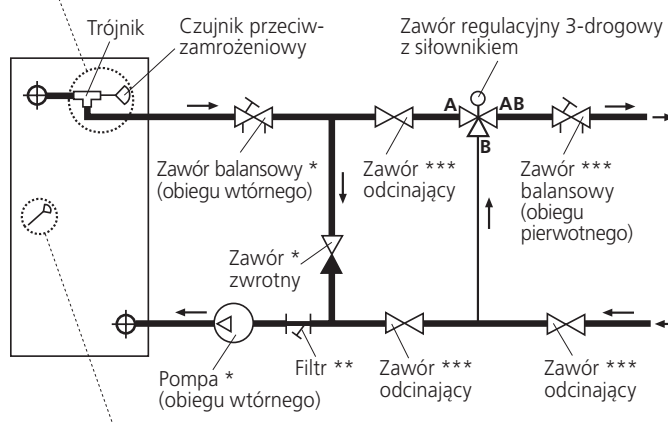 Trójnik
Czujnik przeciw-
zamrożeniowy
Zawór regulacyjny 3-drogowy
z siłownikiem
A
AB
B
Zawór balansowy *
(obiegu wtórnego)
Zawór ***
odcinający
Zawór ***
balansowy
(obiegu
pierwotnego)
Zawór *
zwrotny
Pompa *
(obiegu wtórnego)
Filtr **
Zawór ***
odcinający
Zawór ***
odcinający